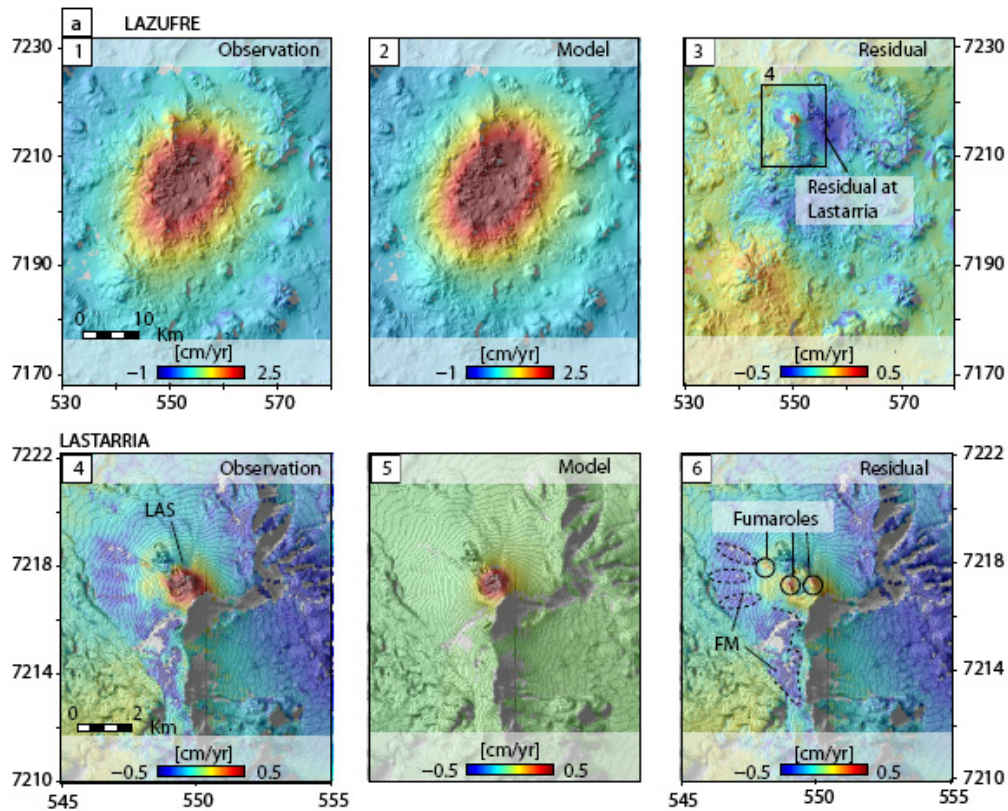 a LAZUFRE
1 Observation
2 Model
3 Residual
7230
7210
7190
7170
7230
7210
7190
7170
4
Residual at
Lastarria
0 10
Km
[cm/yr]
−1 2.5
[cm/yr]
−1 2.5
[cm/yr]
−0.5 0.5
530 550 570
530 550 570
LASTARRIA
4 Observation
5 Model
6 Residual
7222
7218
7214
7210
7222
7218
7214
7210
LAS
Fumaroles
FM
0 2
Km
[cm/yr]
−0.5 0.5
[cm/yr]
−0.5 0.5
[cm/yr]
−0.5 0.5
545 550 555
548 550 555